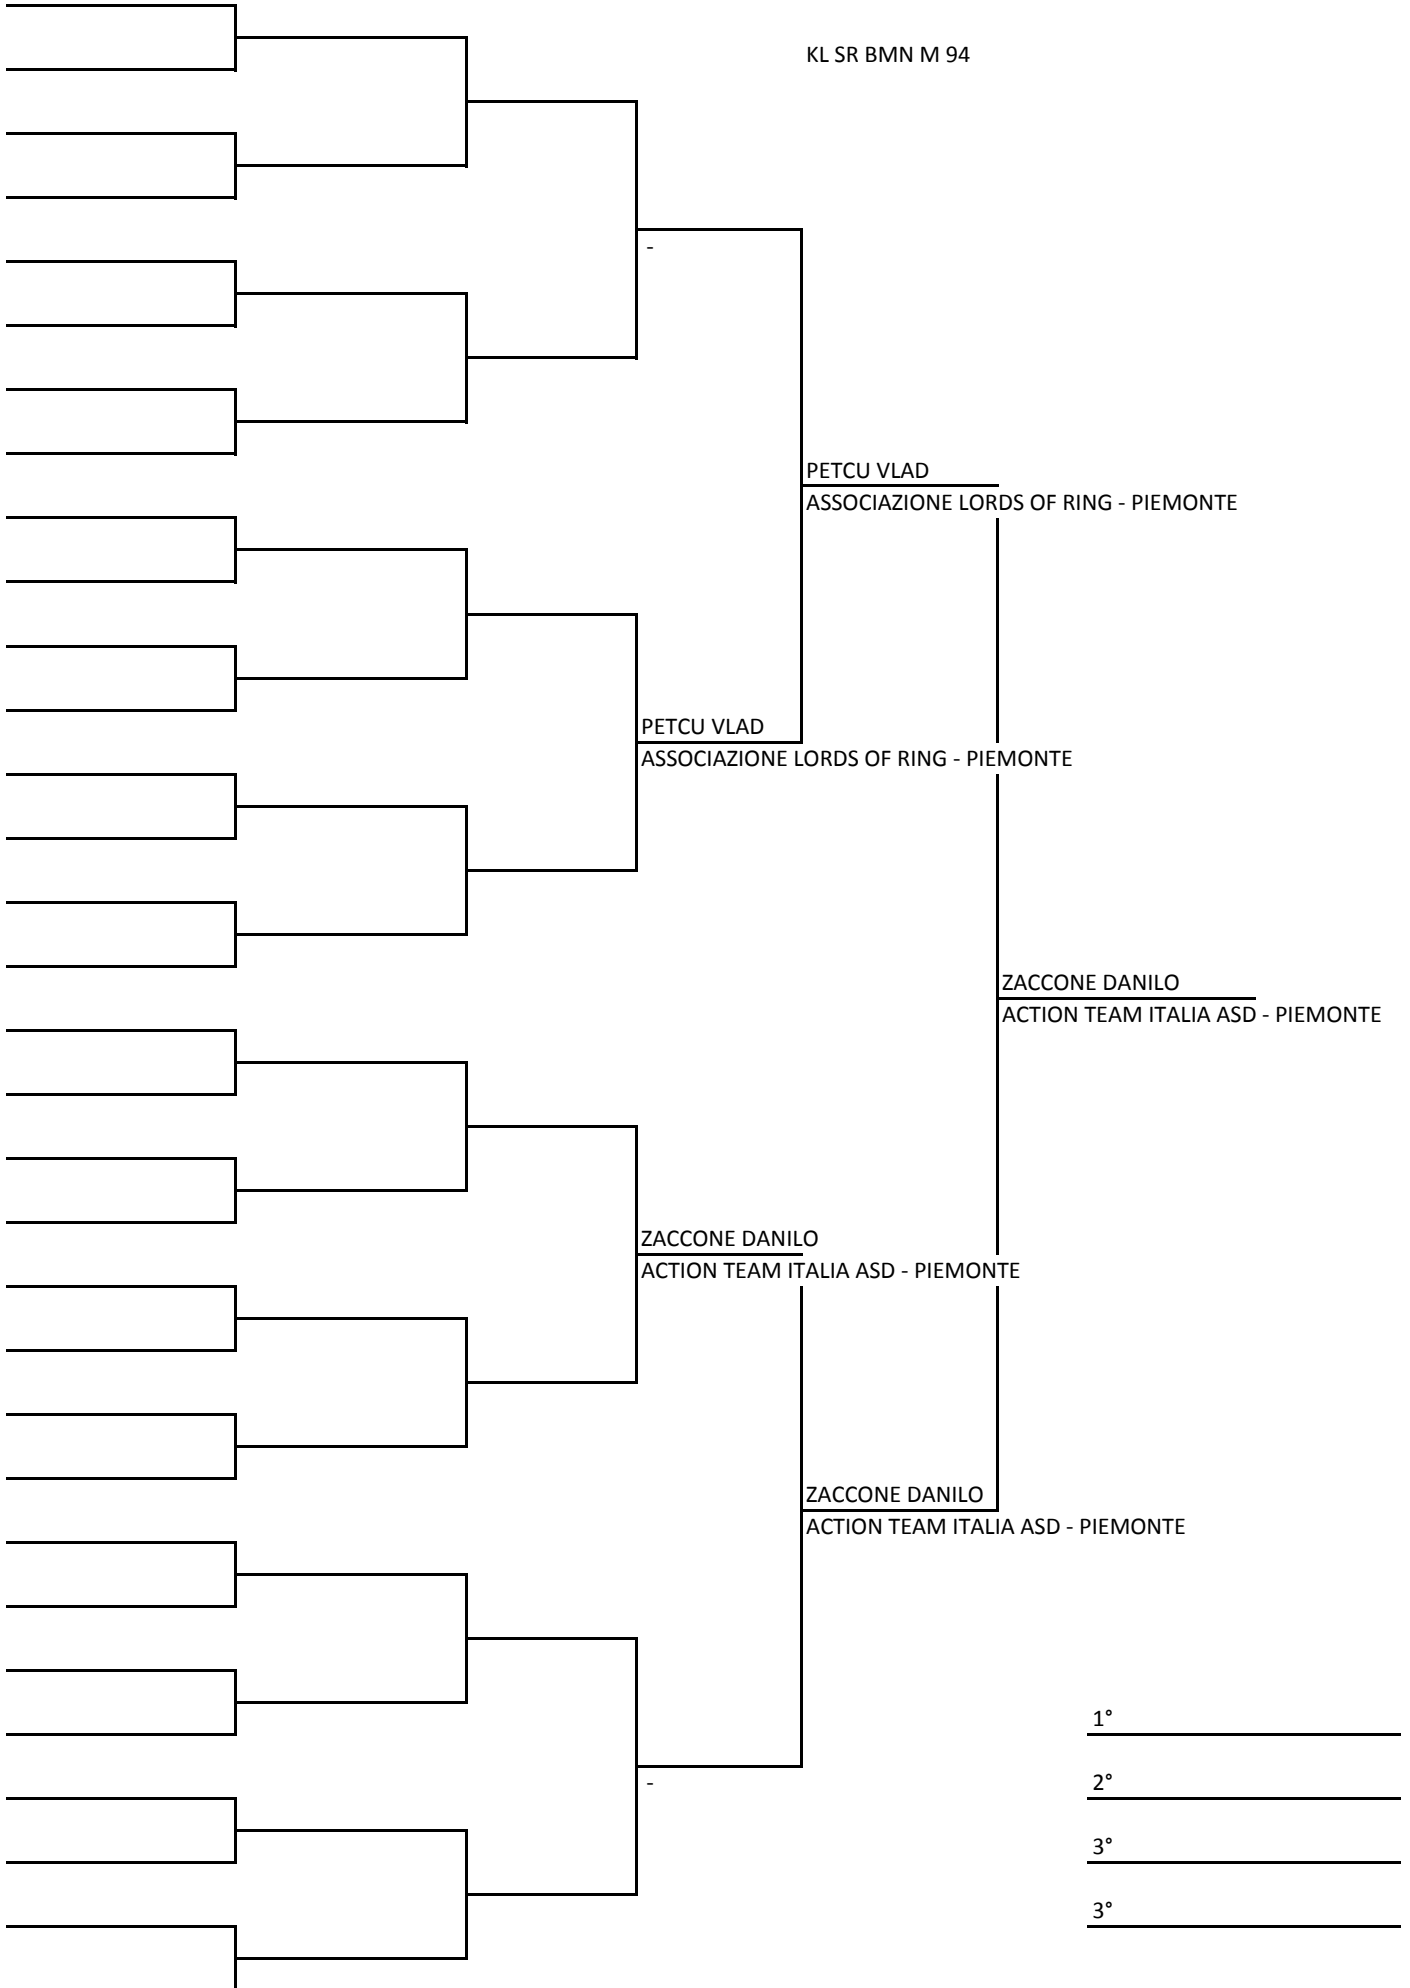 KL SR BMN M 94
-
PETCU VLAD
ASSOCIAZIONE LORDS OF RING - PIEMONTE
PETCU VLAD
ASSOCIAZIONE LORDS OF RING - PIEMONTE
ZACCONE DANILO
ACTION TEAM ITALIA ASD - PIEMONTE
ZACCONE DANILO
ACTION TEAM ITALIA ASD - PIEMONTE
ZACCONE DANILO
ACTION TEAM ITALIA ASD - PIEMONTE
1°
-
2°
3°
3°